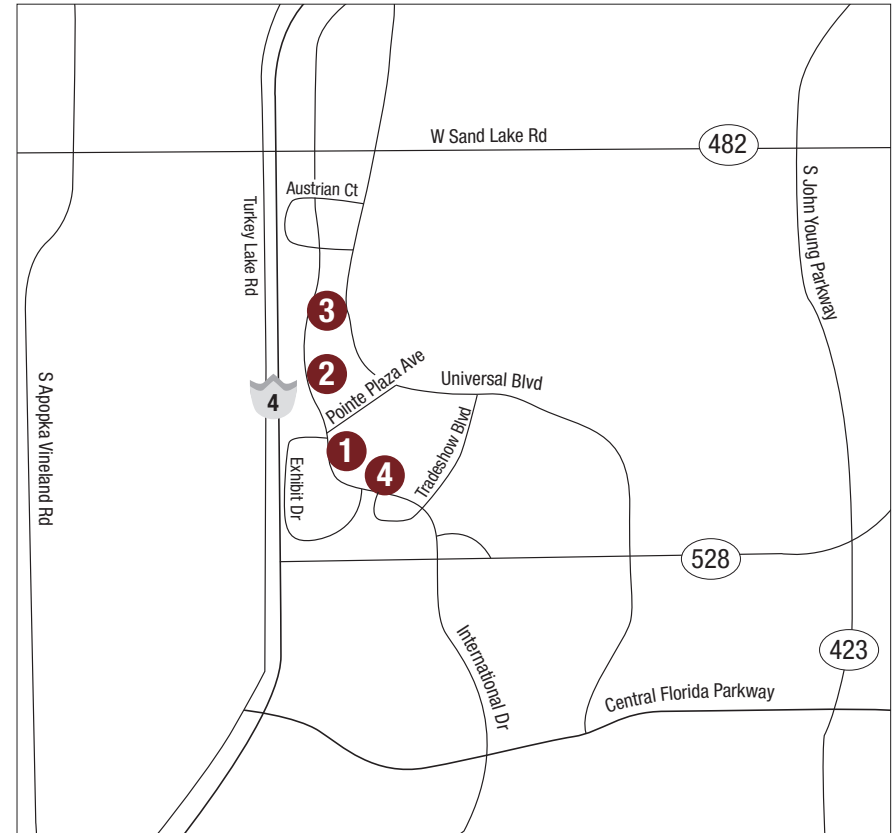 W Sand Lake Rd
482
Austrian Ct
Turkey Lake Rd
S John Young Parkway
3
2
Pointe Plaza Ave
Universal Blvd
4
S Apopka Vineland Rd
1
4
Exhibit Dr
Tradeshow Blvd
528
International Dr
423
Central Florida Parkway